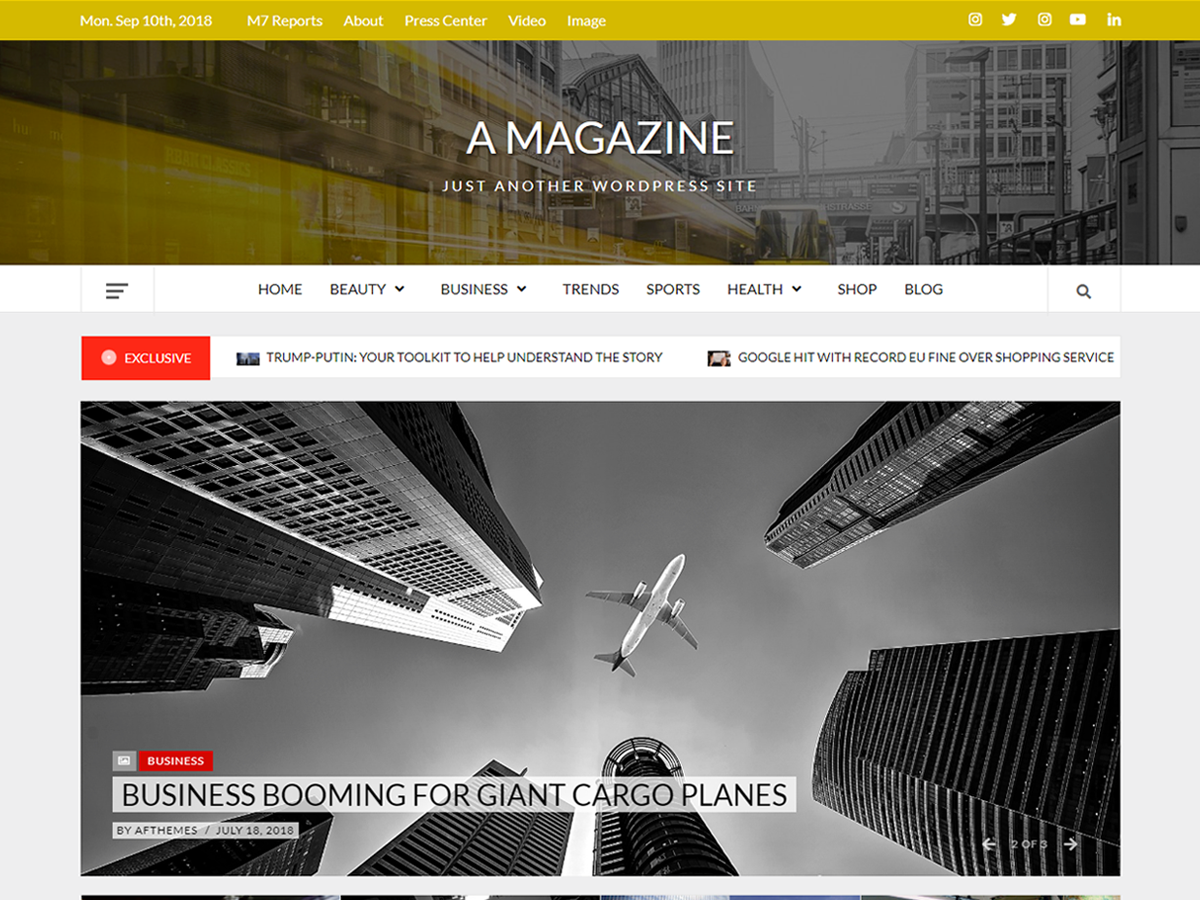 Mon. Sep 10th, 2018 M7 Reports About Press Center Video Image
A MAGAZINE
JUST ANOTHER WORDPRESS SITE
HOME BEAUTY BUSINESS TRENDS SPORTS HEALTH SHOP BLOG
EXCLUSIVE TRUMP-PUTIN: YOUR TOOLKIT TO HELP UNDERSTAND THE STORY GOOGLE HIT WITH RECORD EU FINE OVER SHOPPING SERVICE
BUSINESS
BUSINESS BOOMING FOR GIANT CARGO PLANES
BY AFTHEMES / JULY 18, 2018
2 OF 3